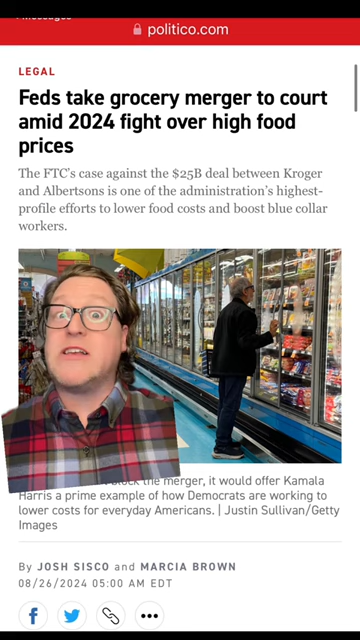 politico.com
LEGAL
Feds take grocery merger to court
amid 2024 fight over high food
prices
The FTC's case against the $25B deal between Kroger
and Albertsons is one of the administration's highest-
profile efforts to lower food costs and boost blue collar
workers.
block the merger, it would offer Kamala
Harris a prime example of how Democrats are working to
lower costs for everyday Americans. | Justin Sullivan/Getty
Images
By JOSH SISCO and MARCIA BROWN
08/26/2024 05:00 AM EDT